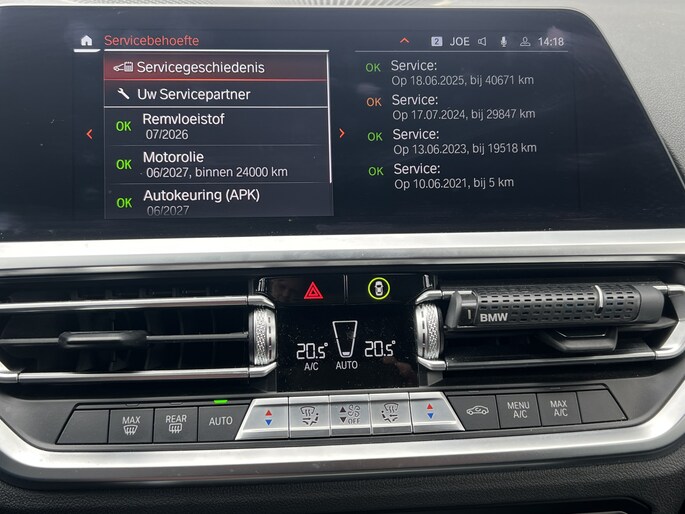 Servicebehoefte
2 JOE 14:18
Servicegeschiedenis
Uw Servicepartner
OK Remvloeistof
07/2026
OK Motorolie
06/2027, binnen 24000 km
OK Autokeuring (APK)
06/2027
OK Service:
Op 18.06.2025, bij 40671 km
OK Service:
Op 17.07.2024, bij 29847 km
OK Service:
Op 13.06.2023, bij 19518 km
OK Service:
Op 10.06.2021, bij 5 km
1 BMW
20.5° 20.5°
A/C AUTO
MAX
REAR
AUTO
OFF
MENU
A/C
MAX
A/C